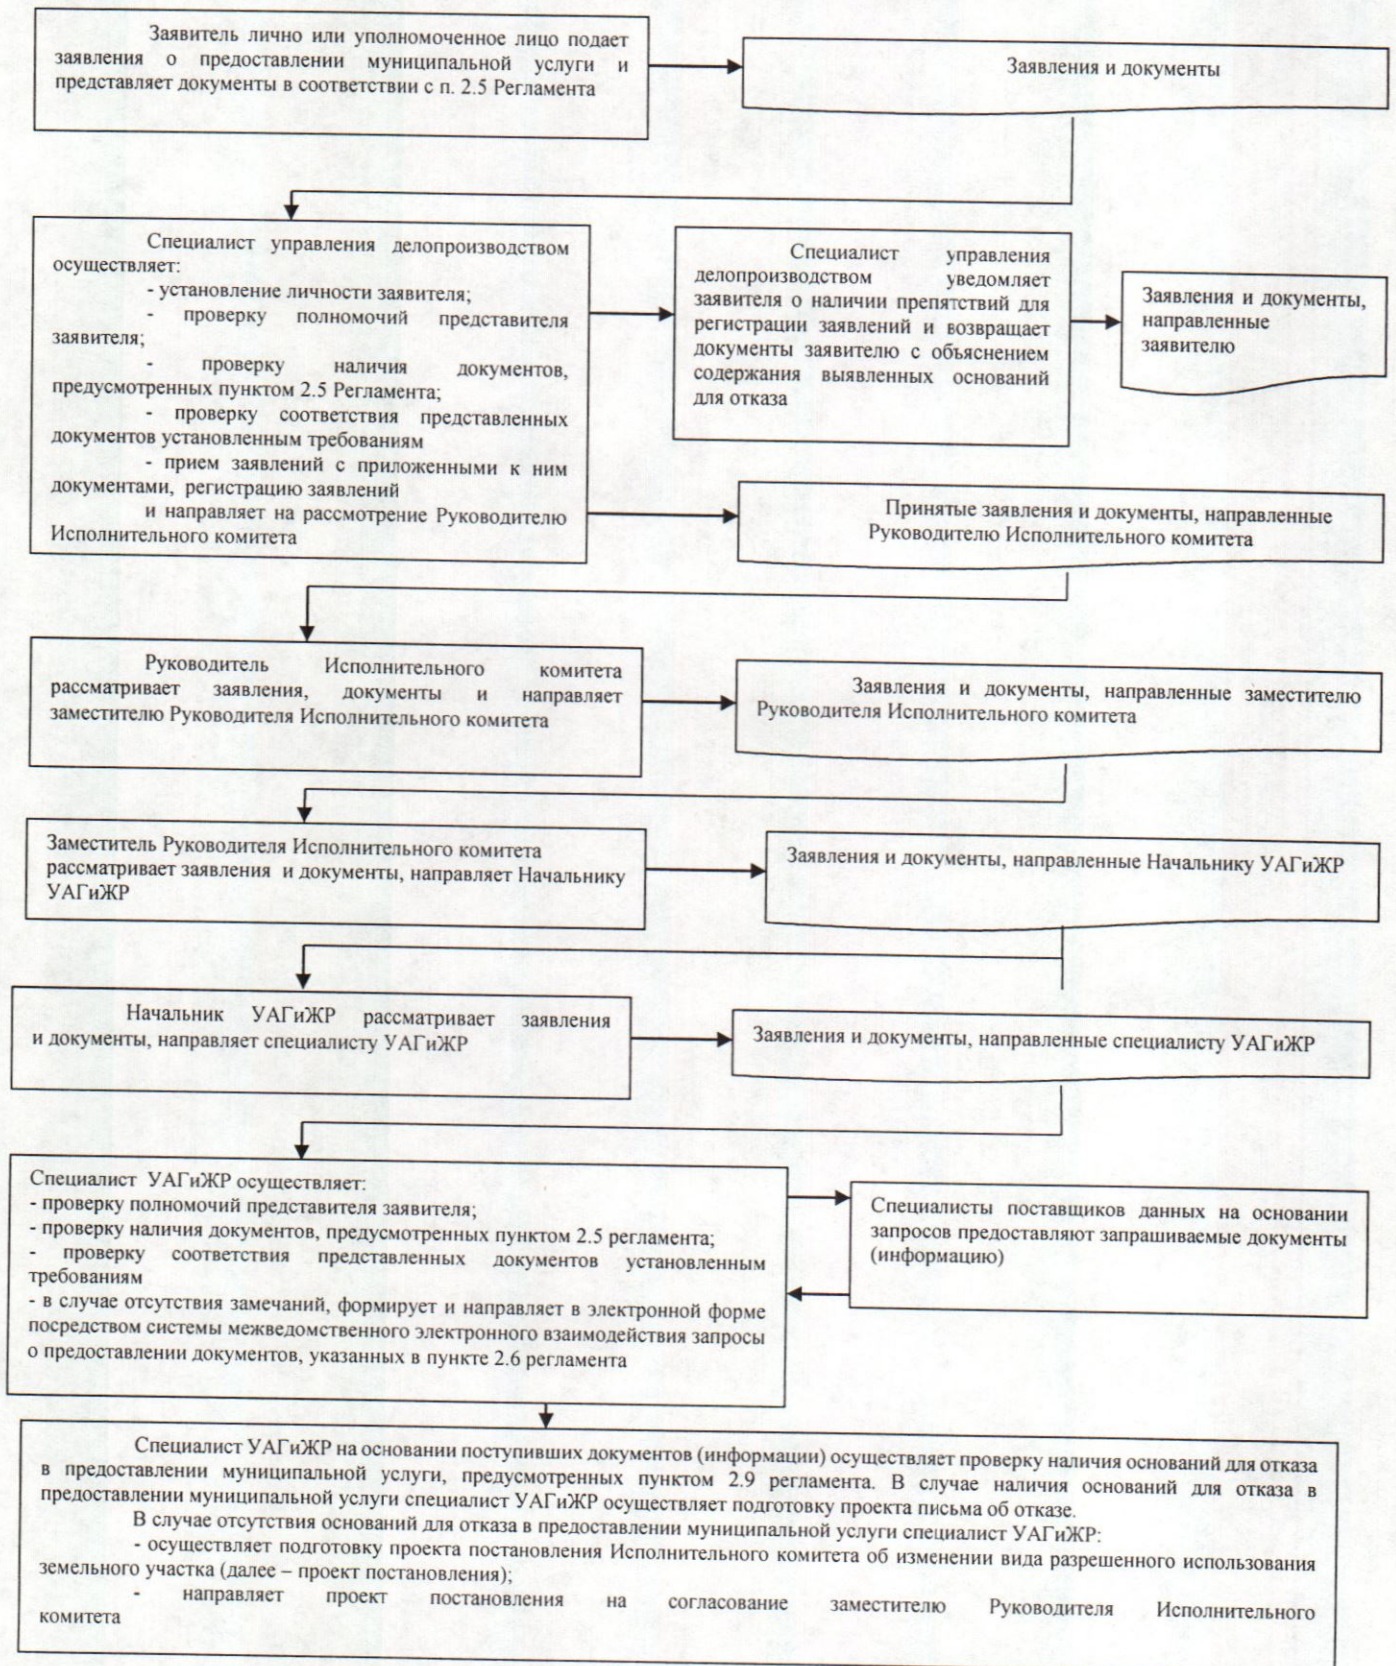 Заявитель лично или уполномоченное лицо подает
заявления о предоставлении муниципальной услуги и
представляет документы в соответствии с п. 2.5 Регламента
Заявления и документы
Специалист управления делопроизводством
осуществляет:
- установление личности заявителя;
- проверку полномочий представителя
заявителя;
- проверку наличия документов,
предусмотренных пунктом 2.5 Регламента;
- проверку соответствия представленных
документов установленным требованиям
- прием заявлений с приложенными к ним
документами, регистрацию заявлений
и направляет на рассмотрение Руководителю
Исполнительного комитета
Специалист управления
делопроизводством уведомляет
заявителя о наличии препятствий для
регистрации заявлений и возвращает
документы заявителю с объяснением
содержания выявленных оснований
для отказа
Заявления и документы,
направленные
заявителю
Принятые заявления и документы, направленные
Руководителю Исполнительного комитета
Руководитель Исполнительного комитета
рассматривает заявления, документы и направляет
заместителю Руководителя Исполнительного комитета
Заявления и документы, направленные заместителю
Руководителя Исполнительного комитета
Заместитель Руководителя Исполнительного комитета
рассматривает заявления и документы, направляет Начальнику
УАГиЖР
Заявления и документы, направленные Начальнику УАГиЖР
Начальник УАГиЖР рассматривает заявления
и документы, направляет специалисту УАГиЖР
Заявления и документы, направленные специалисту УАГиЖР
Специалист УАГиЖР осуществляет:
- проверку полномочий представителя заявителя;
- проверку наличия документов, предусмотренных пунктом 2.5 регламента;
- проверку соответствия представленных документов установленным
требованиям
- в случае отсутствия замечаний, формирует и направляет в электронной форме
посредством системы межведомственного электронного взаимодействия запросы
о предоставлении документов, указанных в пункте 2.6 регламента
Специалисты поставщиков данных на основании
запросов предоставляют запрашиваемые документы
(информацию)
Специалист УАГиЖР на основании поступивших документов (информации) осуществляет проверку наличия оснований для отказа
в предоставлении муниципальной услуги, предусмотренных пунктом 2.9 регламента. В случае наличия оснований для отказа в
предоставлении муниципальной услуги специалист УАГиЖР осуществляет подготовку проекта письма об отказе.
В случае отсутствия оснований для отказа в предоставлении муниципальной услуги специалист УАГиЖР:
- осуществляет подготовку проекта постановления Исполнительного комитета об изменении вида разрешенного использования
земельного участка (далее – проект постановления);
- направляет проект постановления на согласование заместителю Руководителя Исполнительного
комитета